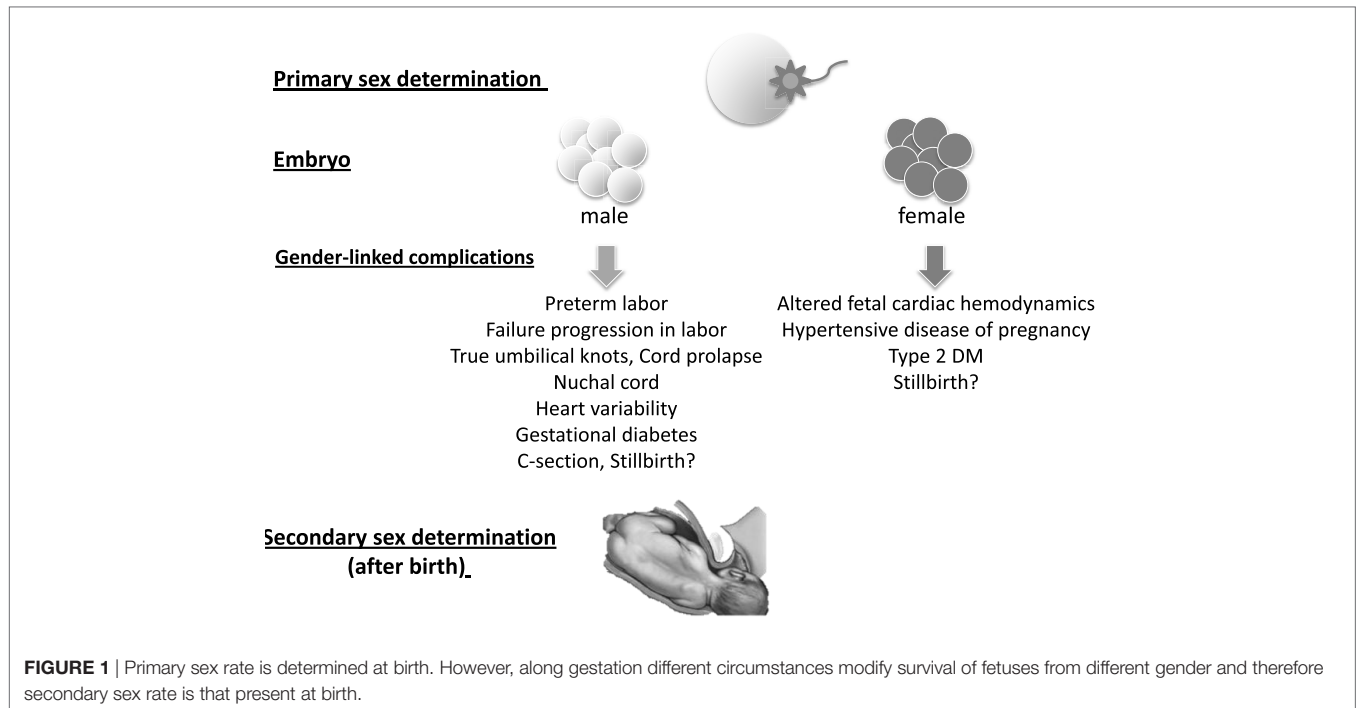 Primary sex determination
Embryo
male
female
Gender-linked complications
Preterm labor
Failure progression in labor
True umbilical knots, Cord prolapse
Nuchal cord
Heart variability
Gestational diabetes
C-section, Stillbirth?
Altered fetal cardiac hemodynamics
Hypertensive disease of pregnancy
Type 2 DM
Stillbirth?
Secondary sex determination
(after birth)
FIGURE 1 | Primary sex rate is determined at birth. However, along gestation different circumstances modify survival of fetuses from different gender and therefore
secondary sex rate is that present at birth.